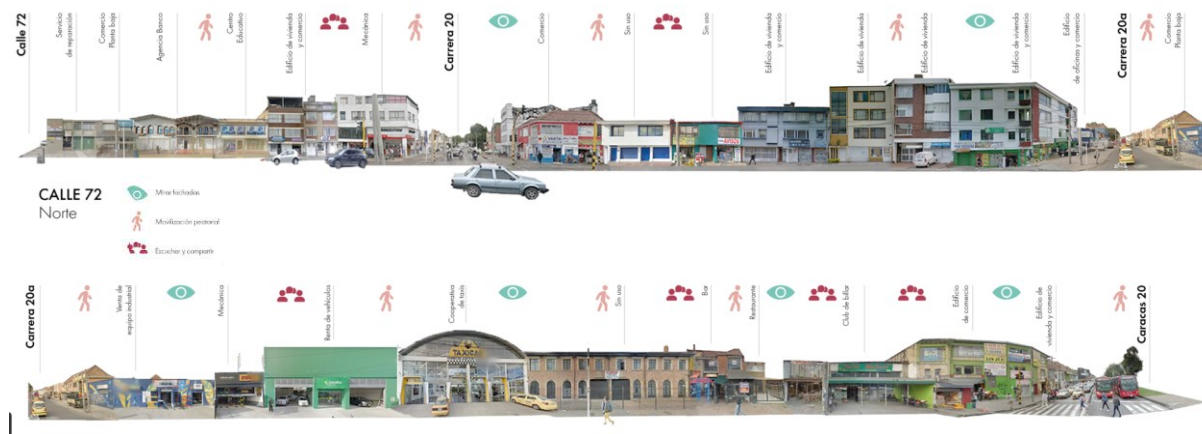 Calle 72
Servicio
de reparación
Comercio
Planta baja
Agencia Banco
Centro
Educativo
Edificio de vivienda
y comercio
Mecánica
Carrera 20
Comercio
Sin uso
Sin uso
Edificio de vivienda
y comercio
Edificio de vivienda
Edificio de vivienda
Edificio de vivienda
y comercio
Edificio
de oficinas y comercio
Carrera 20a
Comercio
Planta baja
CALLE 72
Norte
Mirar fachadas
Movilización peatonal
Escuchar y compartir
Carrera 20a
Venta de
equipo industrial
Mecánica
Renta de vehículos
Cooperativa
de taxis
Sin uso
Bar
Restaurante
Club de billar
Edificio
de comercio
Edificio de
vivienda y comercio
Caracas 20